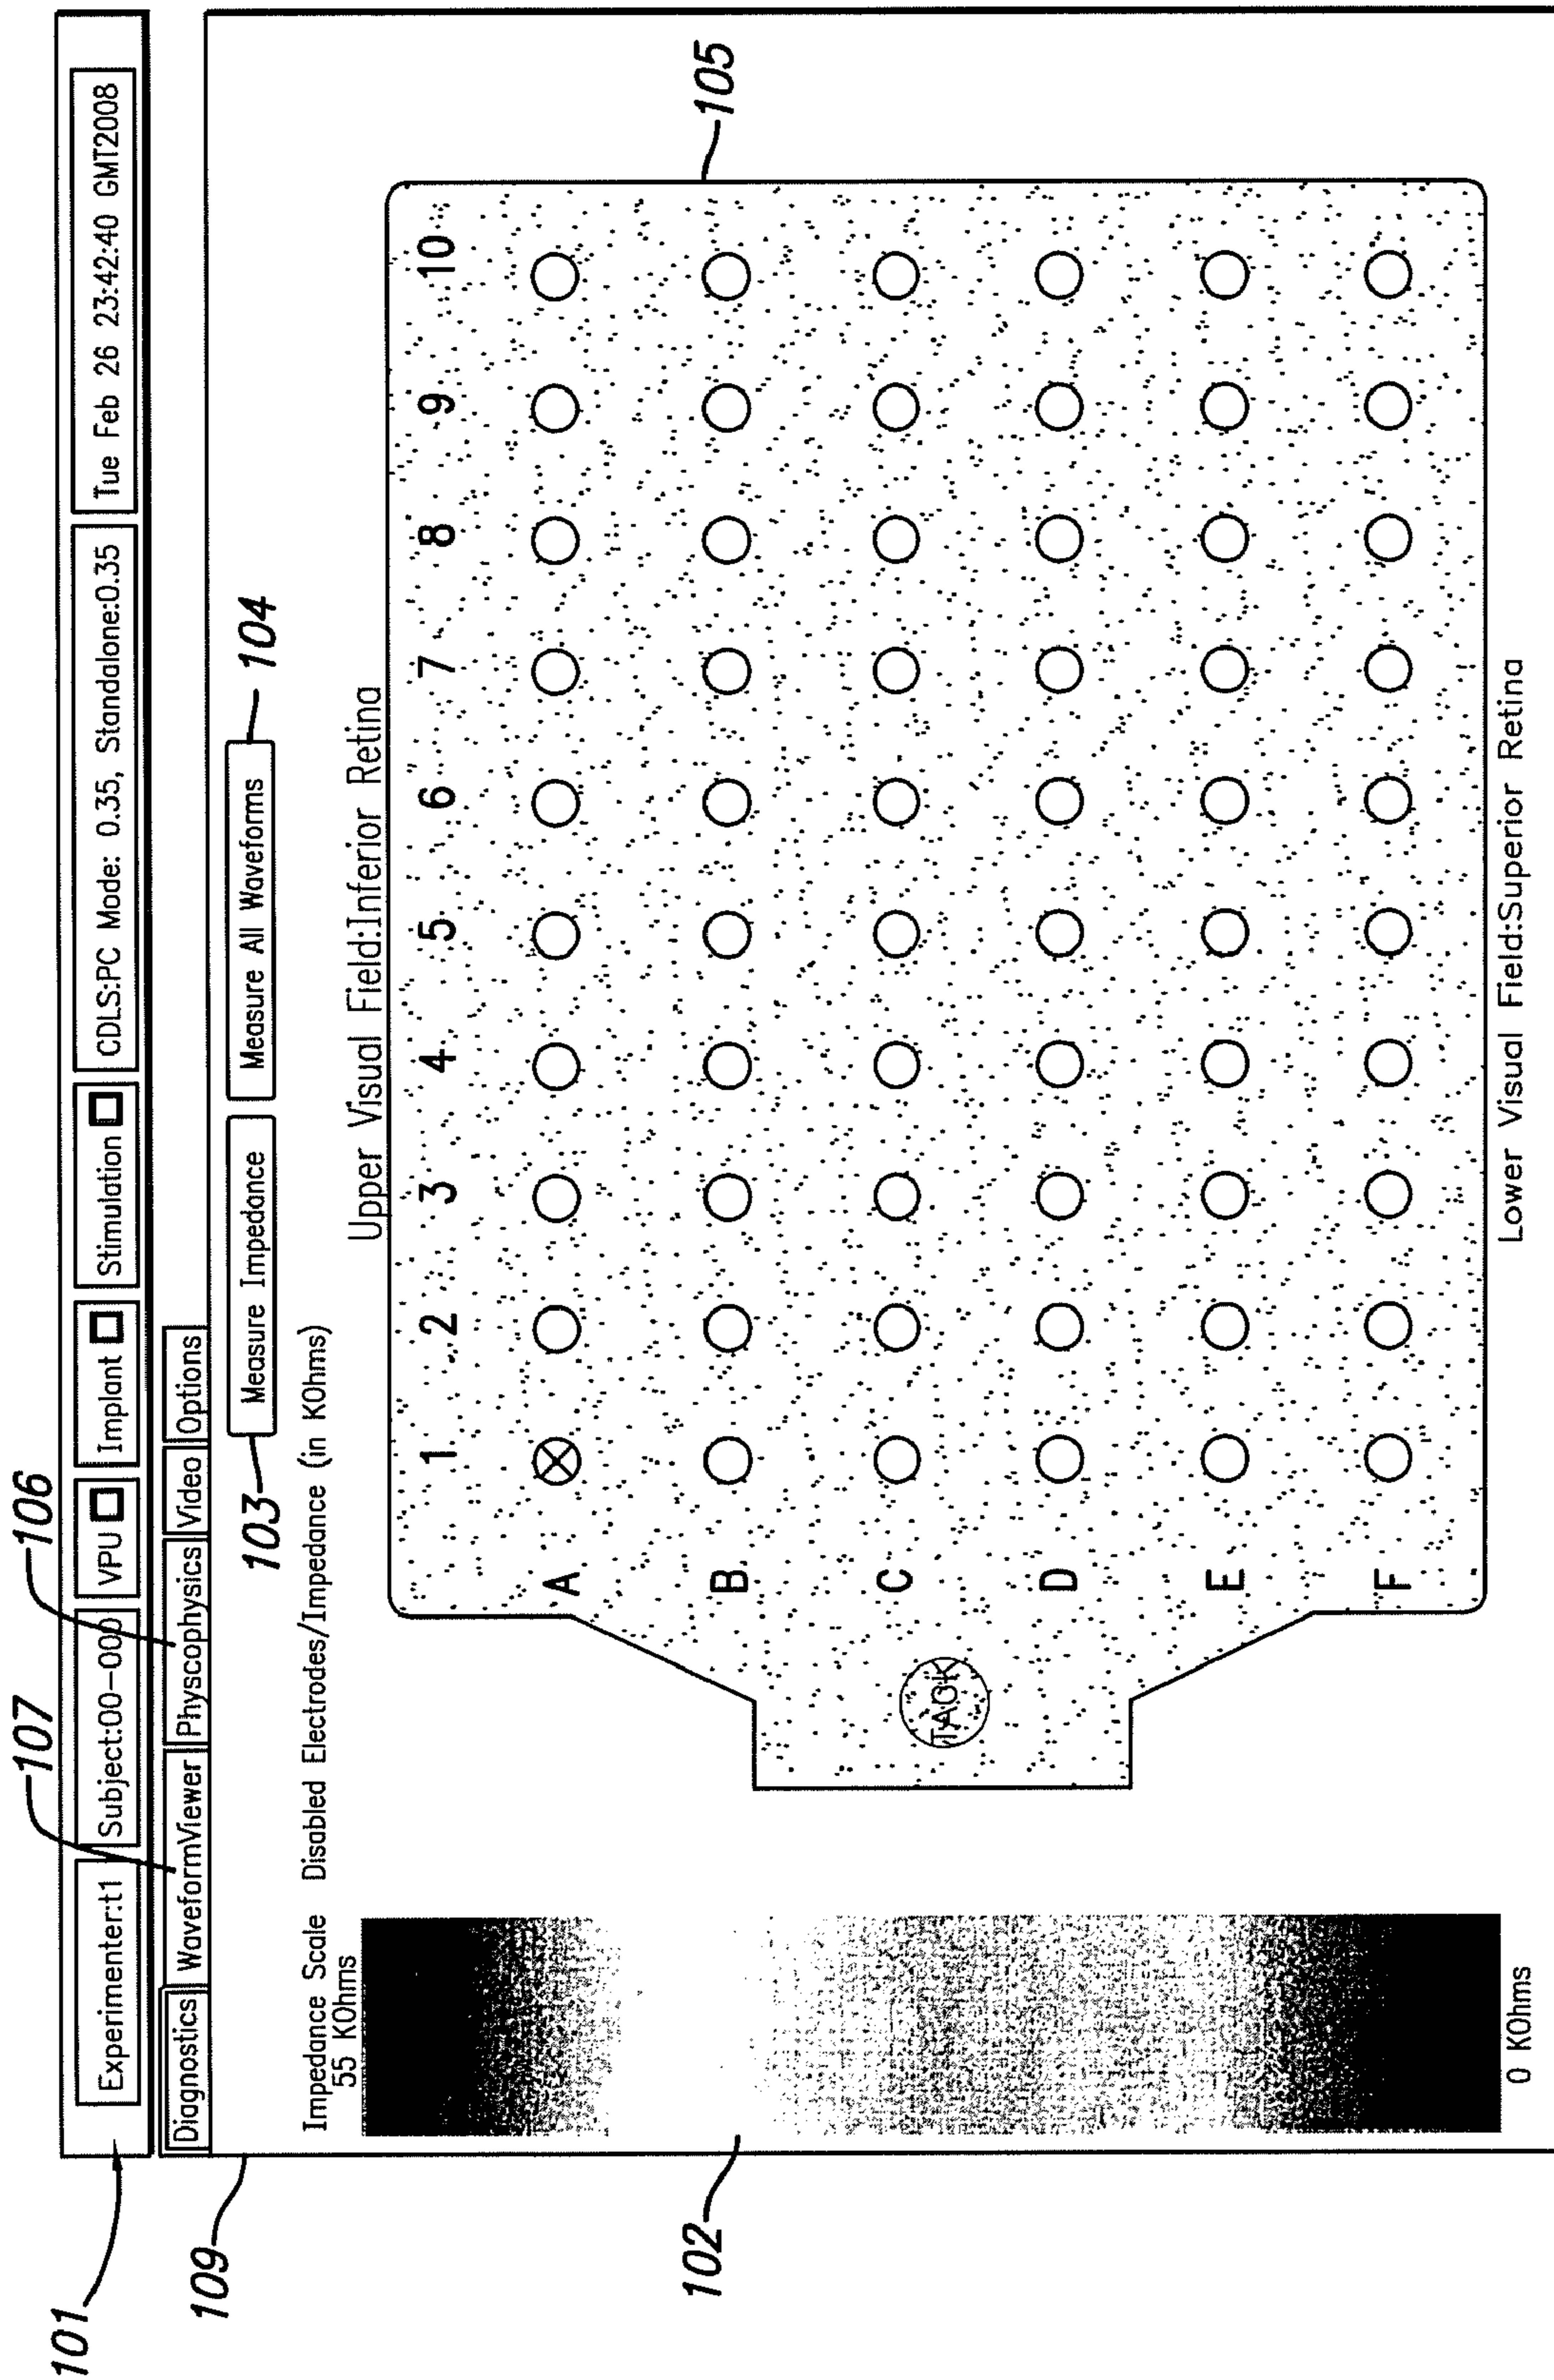 101
Experimenter:t1 Subject:00-000 VPU Implant Stimulation CDLS:PC Mode: 0.35, Standalone:0.35 Tue Feb 26 23:42:40 GMT2008
107
106
Diagnostics WaveformViewer Physcophysics Video Options
109
103 Measure Impedance Measure All Waveforms 104
Impedance Scale Disabled Electrodes/Impedance (in KOhms)
55 KOhms
Upper Visual Field:Inferior Retina
1 2 3 4 5 6 7 8 9 10
A
B
C
D
E
F
TACK
102
105
0 KOhms
Lower Visual Field:Superior Retina